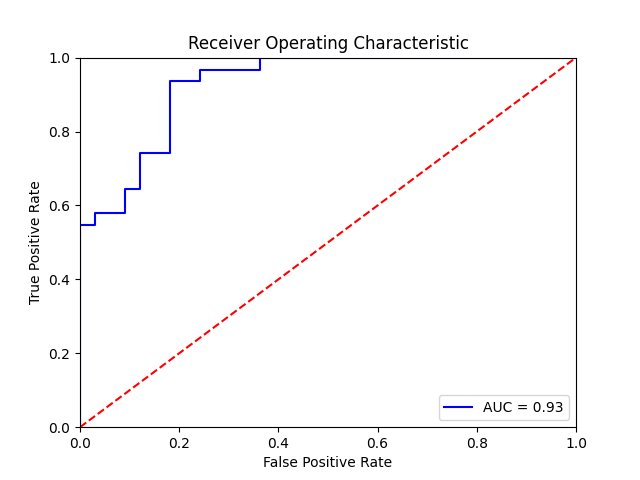 Receiver Operating Characteristic
1.0
0.8
0.6
0.4
0.2
0.0
True Positive Rate
AUC = 0.93
0.0 0.2 0.4 0.6 0.8 1.0
False Positive Rate